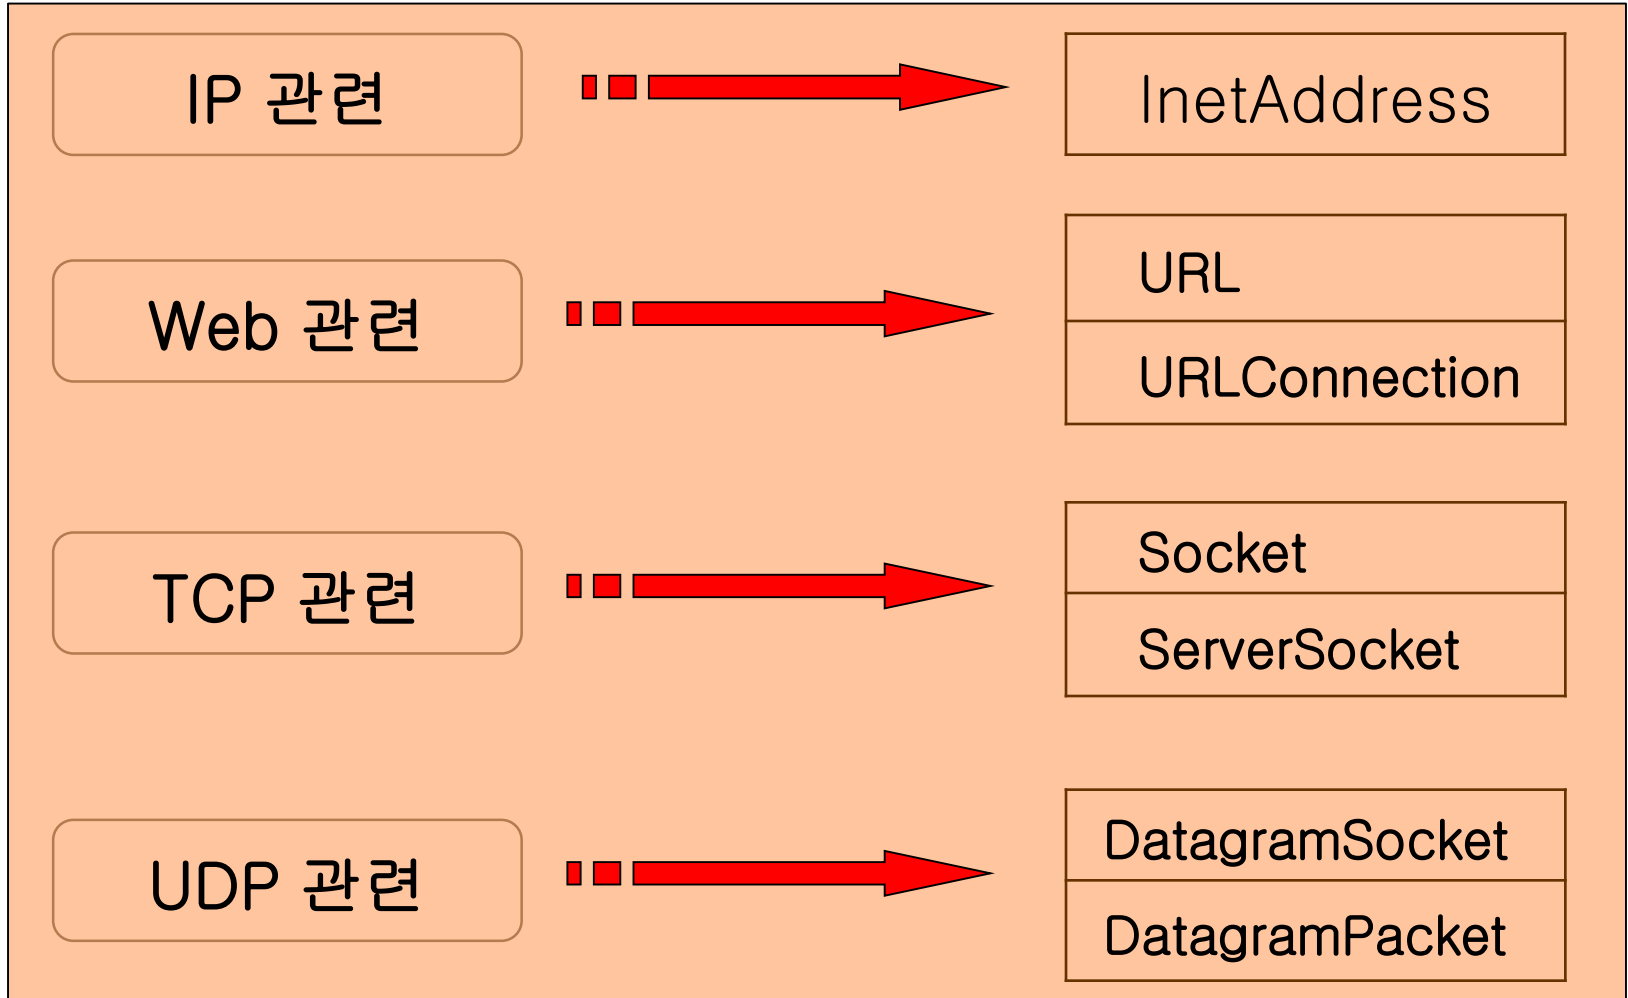 IP 관련
InetAddress
Web 관련
URL
URLConnection
TCP 관련
Socket
ServerSocket
UDP 관련
DatagramSocket
DatagramPacket